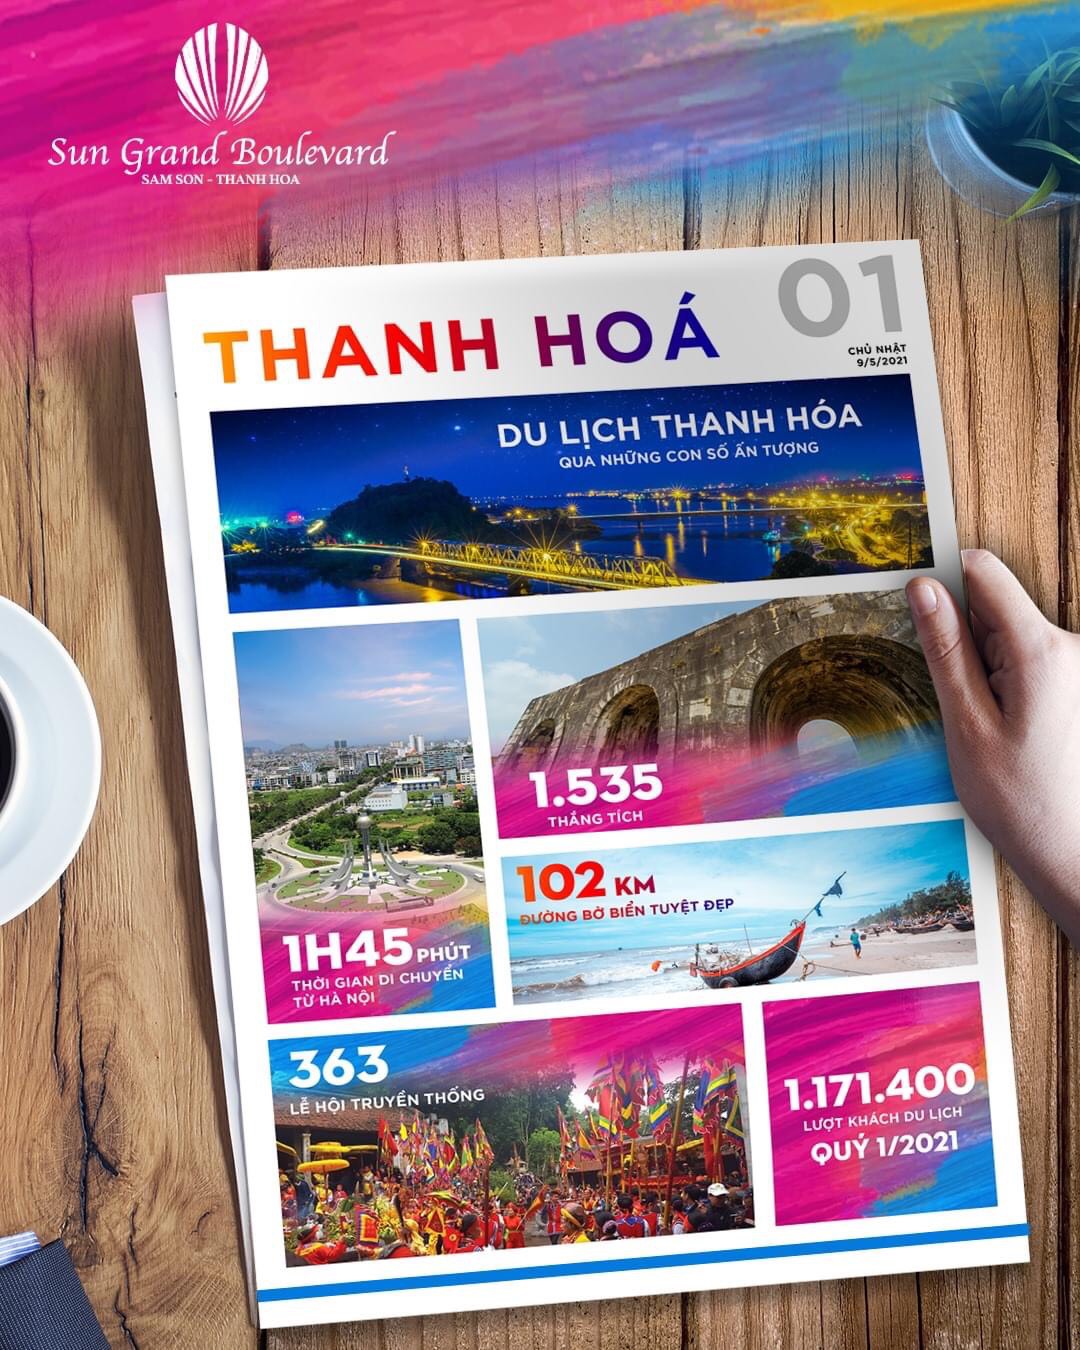 Sun Grand Boulevard
SAM SON - THANH HOA
01
THANH HOÁ
CHỦ NHẬT
9/5/2021
DU LỊCH THANH HÓA
QUA NHỮNG CON SỐ ẤN TƯỢNG
1.535
THẮNG TÍCH
102 KM
ĐƯỜNG BỜ BIỂN TUYỆT ĐẸP
1H45 PHÚT
THỜI GIAN DI CHUYỂN
TỪ HÀ NỘI
363
LỄ HỘI TRUYỀN THỐNG
1.171.400
LƯỢT KHÁCH DU LỊCH
QUÝ 1/2021